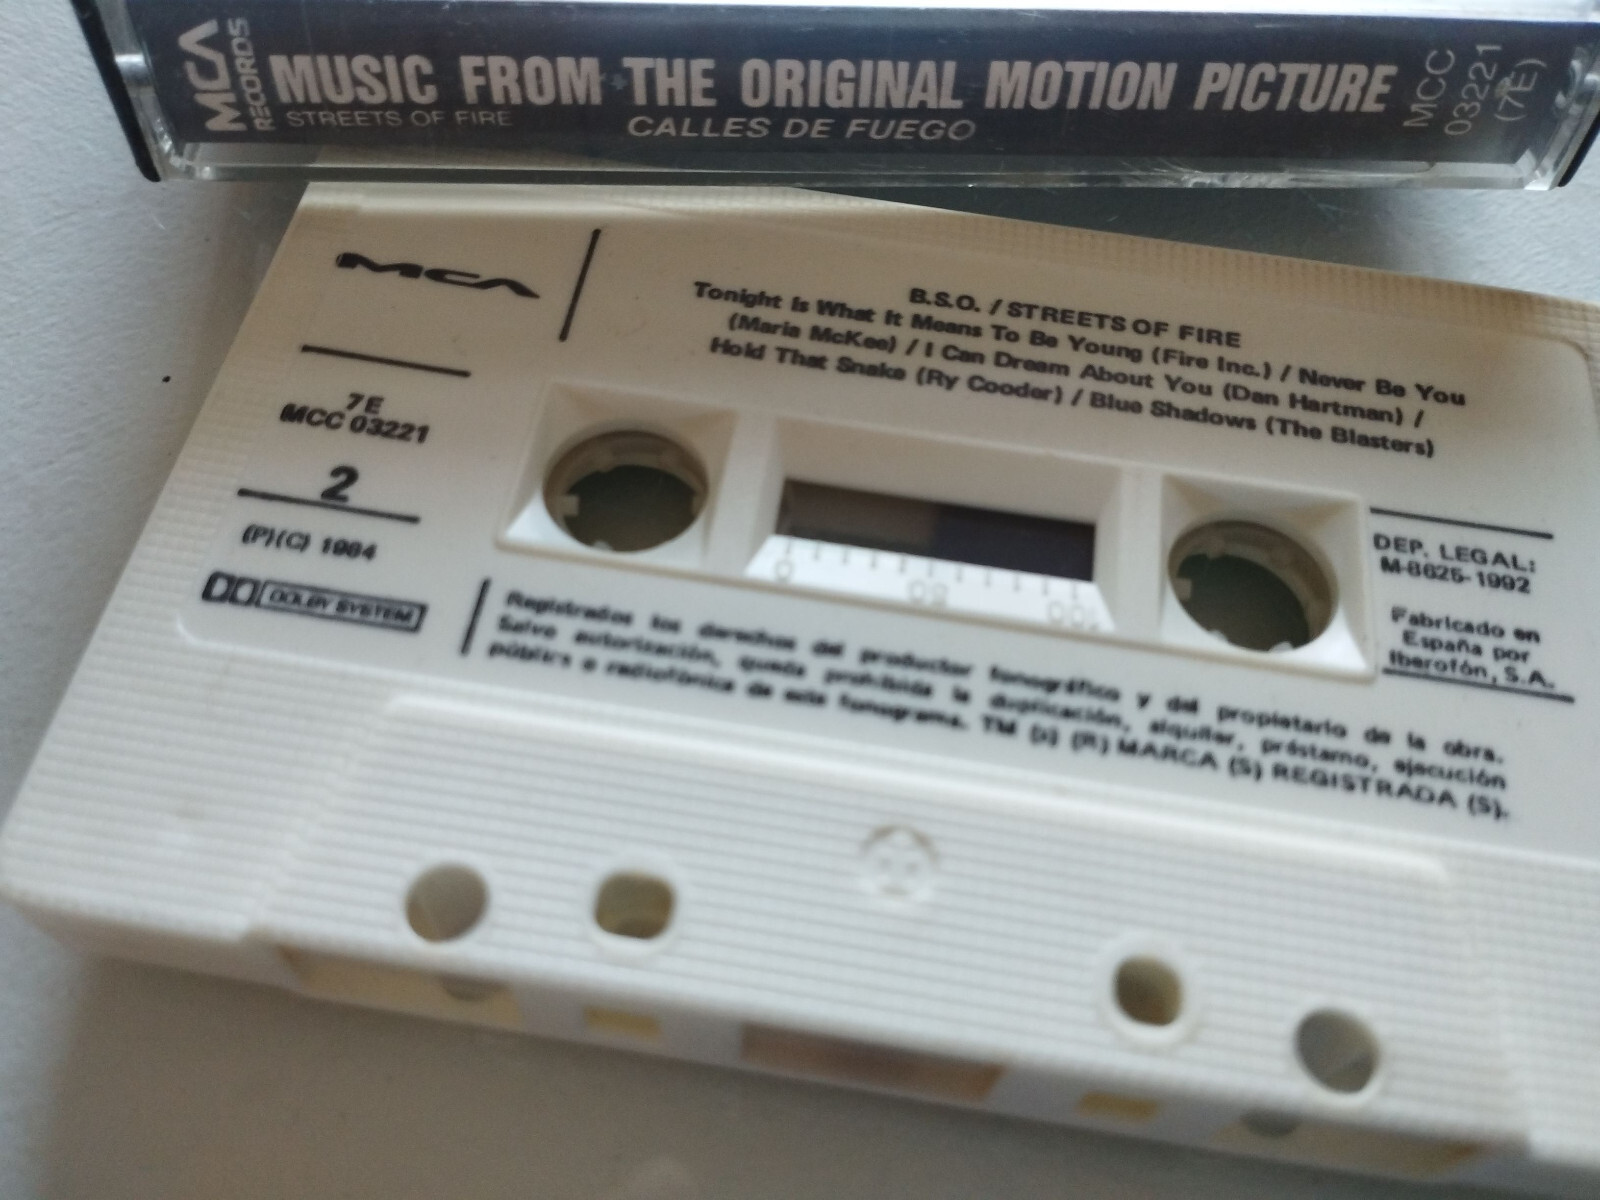 MCA RECORDS
MUSIC FROM THE ORIGINAL MOTION PICTURE
STREETS OF FIRE
CALLES DE FUEGO
MCC
03221
(7E)
MCA
B.S.O. / STREETS OF FIRE
Tonight Is What It Means To Be Young (Fire Inc.) / Never Be You
(Maria McKee) / I Can Dream About You (Dan Hartman) /
Hold That Snake (Ry Cooder) / Blue Shadows (The Blasters)
7E
MCC 03221
2
(P)(C) 1984
DOLBY SYSTEM
0 50 100
DEP. LEGAL:
M-8625-1992
Fabricado en
España por
Iberofón, S.A.
Registrados los derechos del productor fonográfico y del propietario de la obra.
Salvo autorización, queda prohibida la duplicación, alquiler, préstamo, ejecución
o radiofónica de este fonograma. TM (R) MARCA (S) REGISTRADA (S).